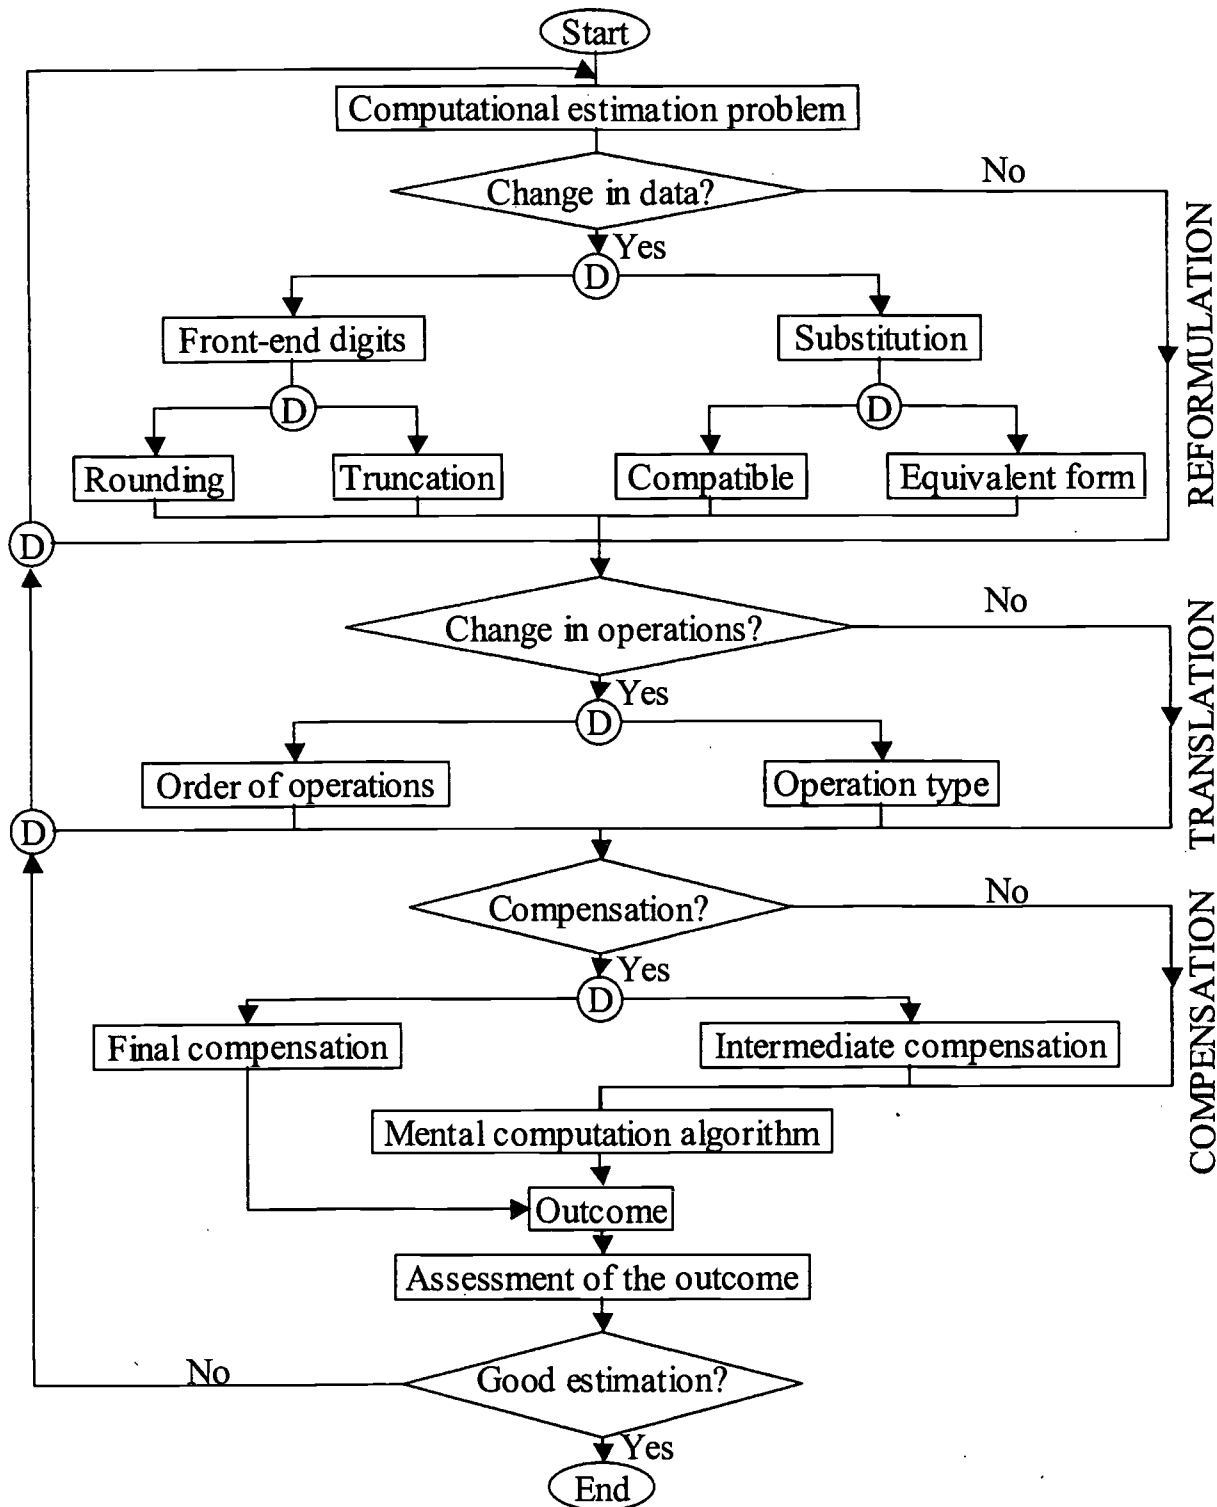 Start
Computational estimation problem
Change in data?
No
Yes
D
Front-end digits
Substitution
D
D
Rounding
Truncation
Compatible
Equivalent form
REFORMULATION
D
Change in operations?
No
Yes
D
Order of operations
Operation type
TRANSLATION
D
Compensation?
No
Yes
D
Final compensation
Intermediate compensation
COMPENSATION
Mental computation algorithm
Outcome
Assessment of the outcome
Good estimation?
No
Yes
End